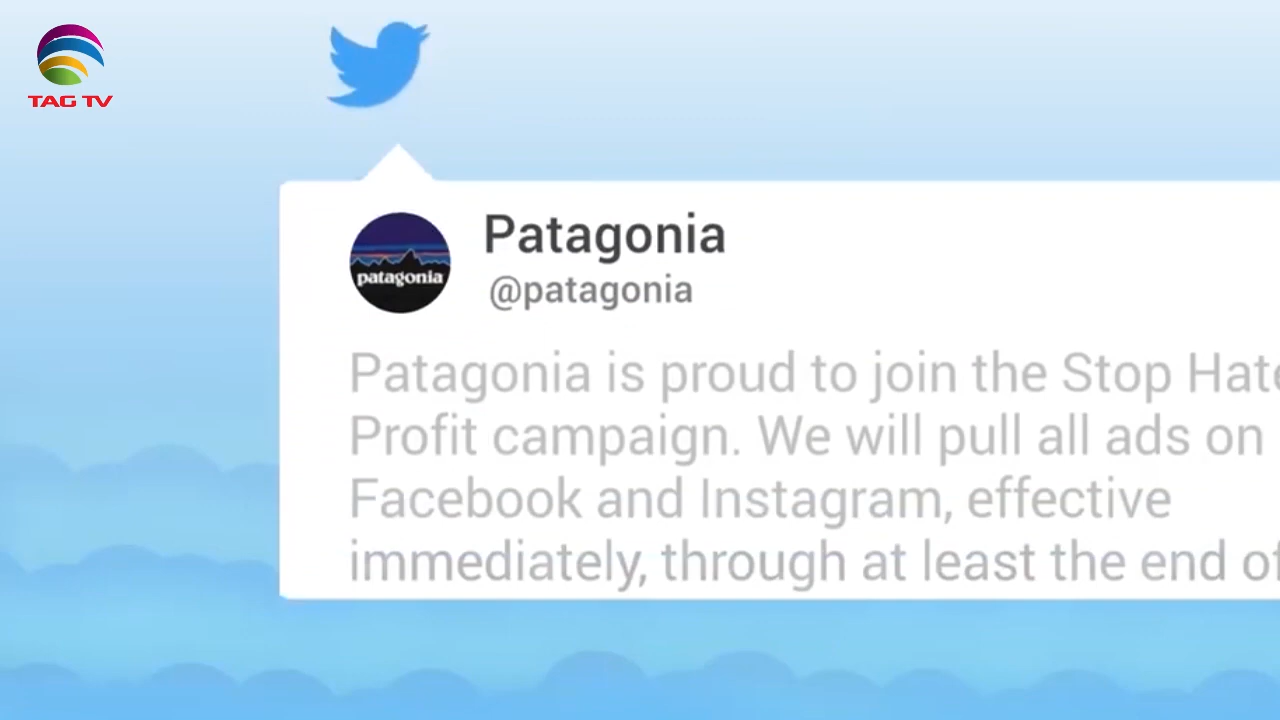 TAG TV
Patagonia
patagonia
@patagonia
Patagonia is proud to join the Stop
Profit campaign. We will pull all ads on
Facebook and Instagram, effective
immediately, through at least the end